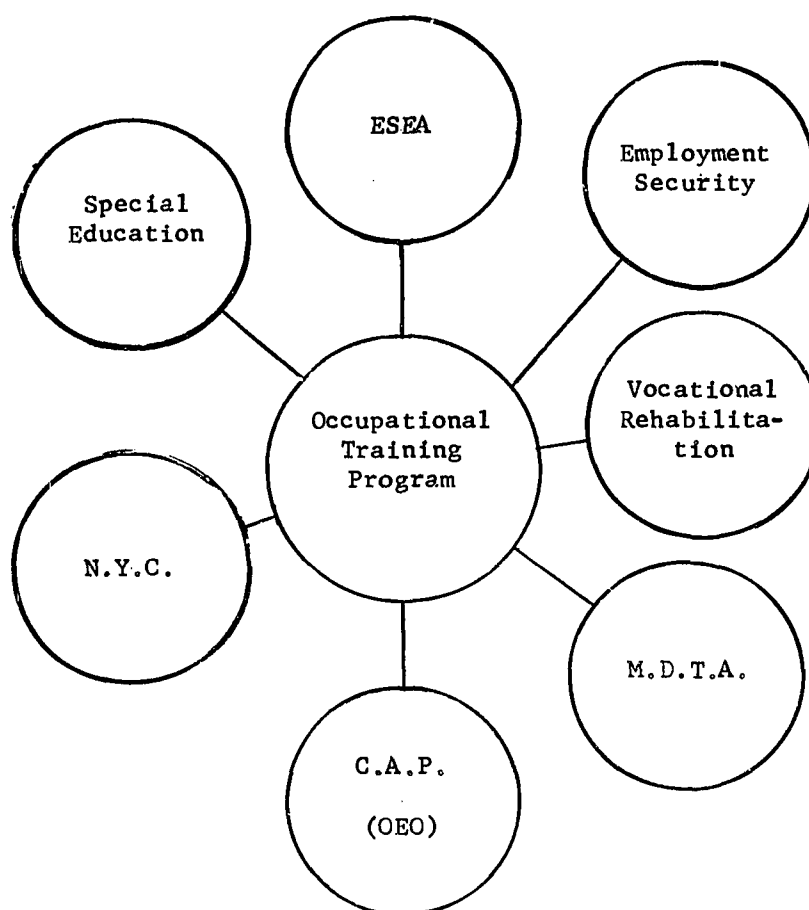 ESEA
Employment
Security
Special
Education
Occupational
Training
Program
Vocational
Rehabilita-
tion
N.Y.C.
M.D.T.A.
C.A.P.
(OEO)